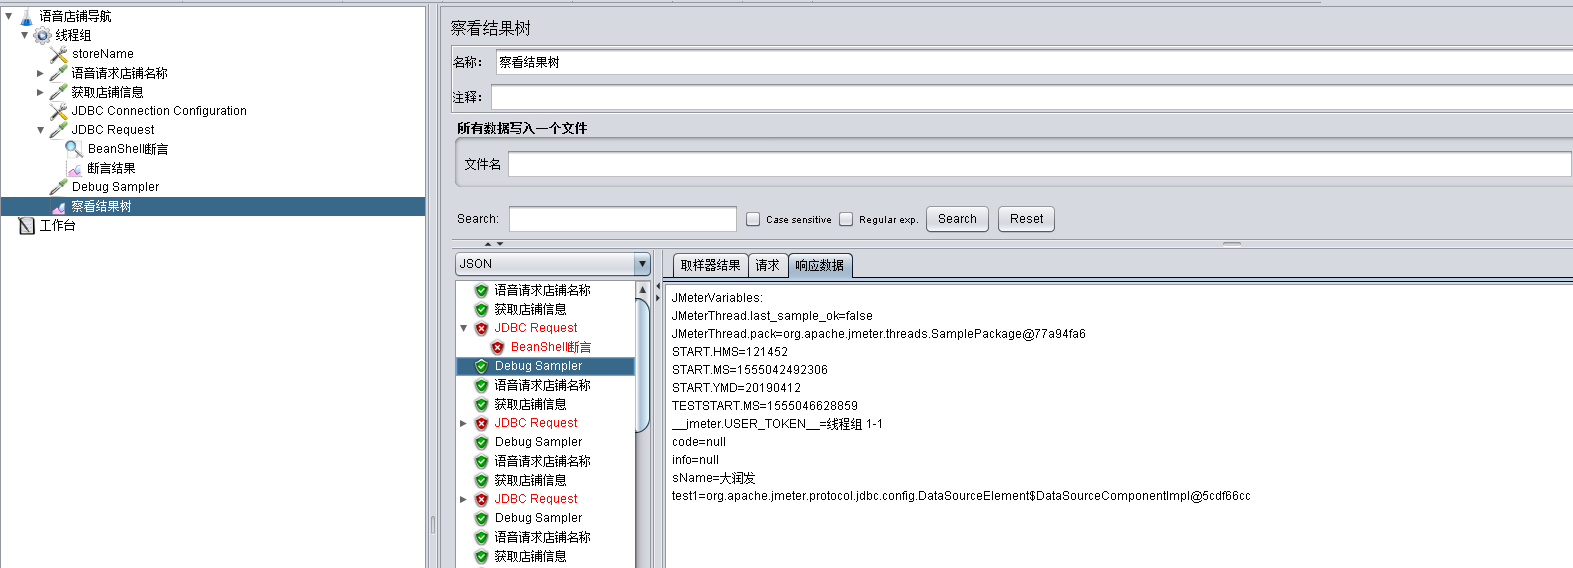 语音店铺导航
线程组
storeName
语音请求店铺名称
获取店铺信息
JDBC Connection Configuration
JDBC Request
BeanShell断言
断言结果
Debug Sampler
察看结果树
工作台
察看结果树
名称: 察看结果树
注释:
所有数据写入一个文件
文件名
Search: Case sensitive Regular exp. Search Reset
JSON
语音请求店铺名称
获取店铺信息
JDBC Request
BeanShell断言
Debug Sampler
语音请求店铺名称
获取店铺信息
JDBC Request
Debug Sampler
语音请求店铺名称
获取店铺信息
JDBC Request
Debug Sampler
语音请求店铺名称
获取店铺信息
取样器结果 请求 响应数据
JMeterVariables:
JMeterThread.last_sample_ok=false
JMeterThread.pack=org.apache.jmeter.threads.SamplePackage@77a94fa6
START.HMS=121452
START.MS=1555042492306
START.YMD=20190412
TESTSTART.MS=1555046628859
__jmeter.USER_TOKEN__=线程组 1-1
code=null
info=null
sName=大润发
test1=org.apache.jmeter.protocol.jdbc.config.DataSourceElement$DataSourceComponentImpl@5cdf66cc